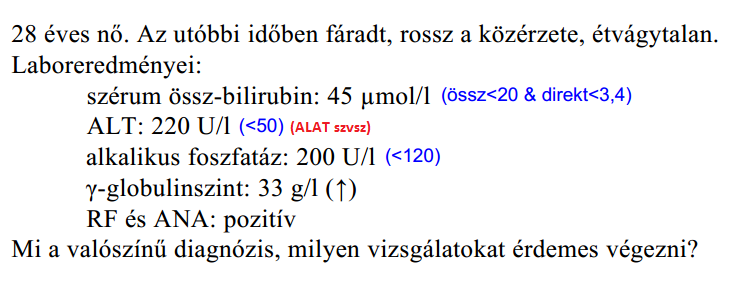 28 éves nő. Az utóbbi időben fáradt, rossz a közérzete, étvágytalan.
Laboreredményei:
szérum össz-bilirubin: 45 µmol/l (össz<20 & direkt<3,4)
ALT: 220 U/l (<50) (ALAT szvsz)
alkalikus foszfatáz: 200 U/l (<120)
γ-globulinszint: 33 g/l (↑)
RF és ANA: pozitív
Mi a valószínű diagnózis, milyen vizsgálatokat érdemes végezni?